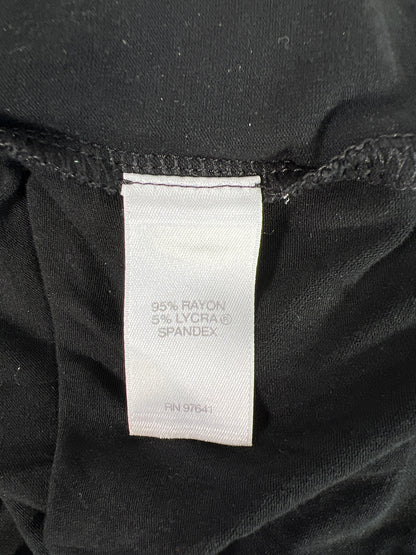 95% RAYON
5% LYCRA®
SPANDEX
RN 97641